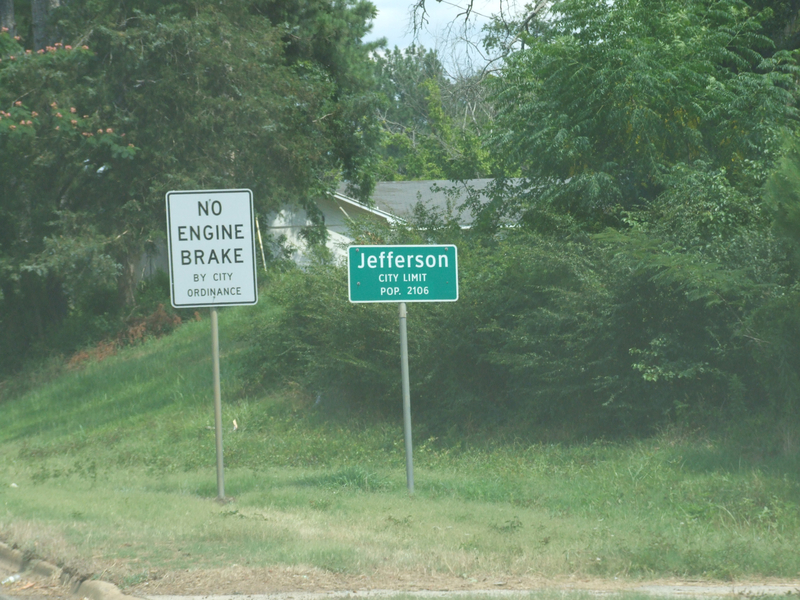 NO
ENGINE
BRAKE
BY CITY
ORDINANCE
Jefferson
CITY LIMIT
POP. 2106